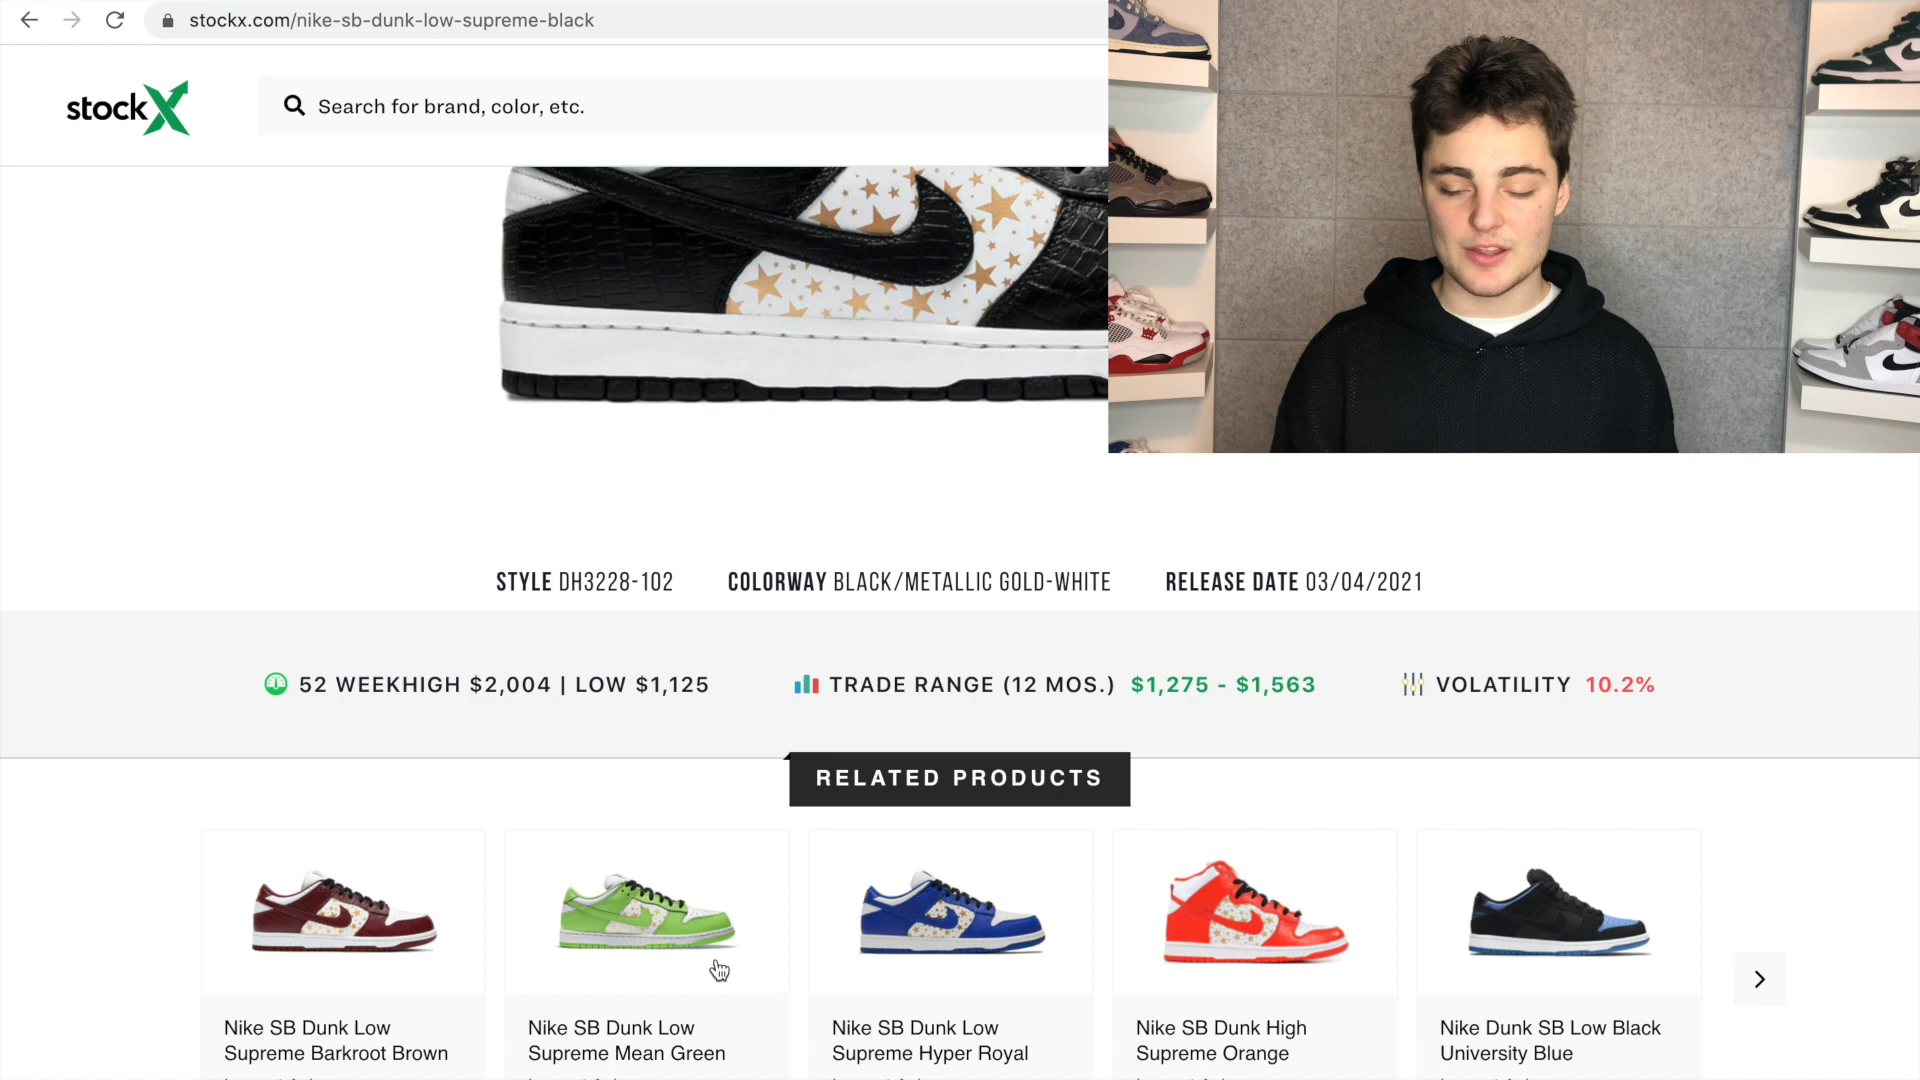 stockx.com/nike-sb-dunk-low-supreme-black
stockX
Search for brand, color, etc.
STYLE DH3228-102 COLORWAY BLACK/METALLIC GOLD-WHITE RELEASE DATE 03/04/2021
52 WEEKHIGH $2,004 | LOW $1,125 TRADE RANGE (12 MOS.) $1,275 - $1,563 VOLATILITY 10.2%
RELATED PRODUCTS
Nike SB Dunk Low
Supreme Barkroot Brown
Nike SB Dunk Low
Supreme Mean Green
Nike SB Dunk Low
Supreme Hyper Royal
Nike SB Dunk High
Supreme Orange
Nike Dunk SB Low Black
University Blue